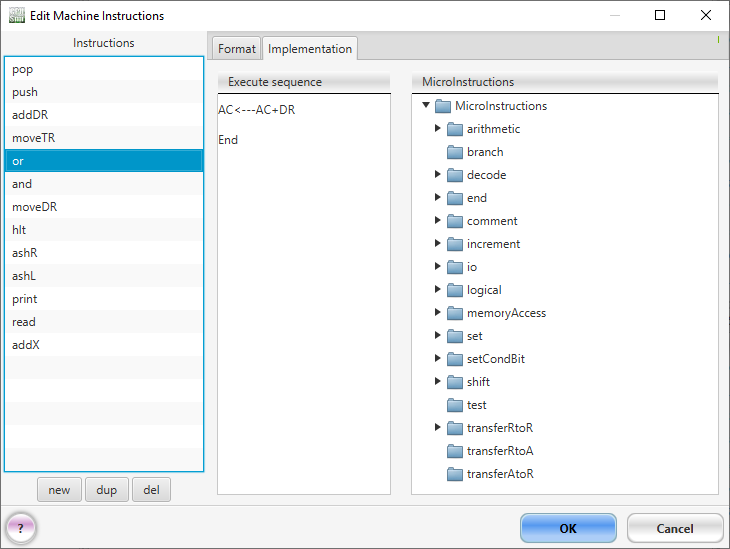 Edit Machine Instructions
Instructions
pop
push
addDR
moveTR
or
and
moveDR
hlt
ashR
ashL
print
read
addX
new dup del
Format Implementation
Execute sequence
AC<---AC+DR
End
MicroInstructions
MicroInstructions
arithmetic
branch
decode
end
comment
increment
io
logical
memoryAccess
set
setCondBit
shift
test
transferRtoR
transferRtoA
transferAtoR
?
OK Cancel